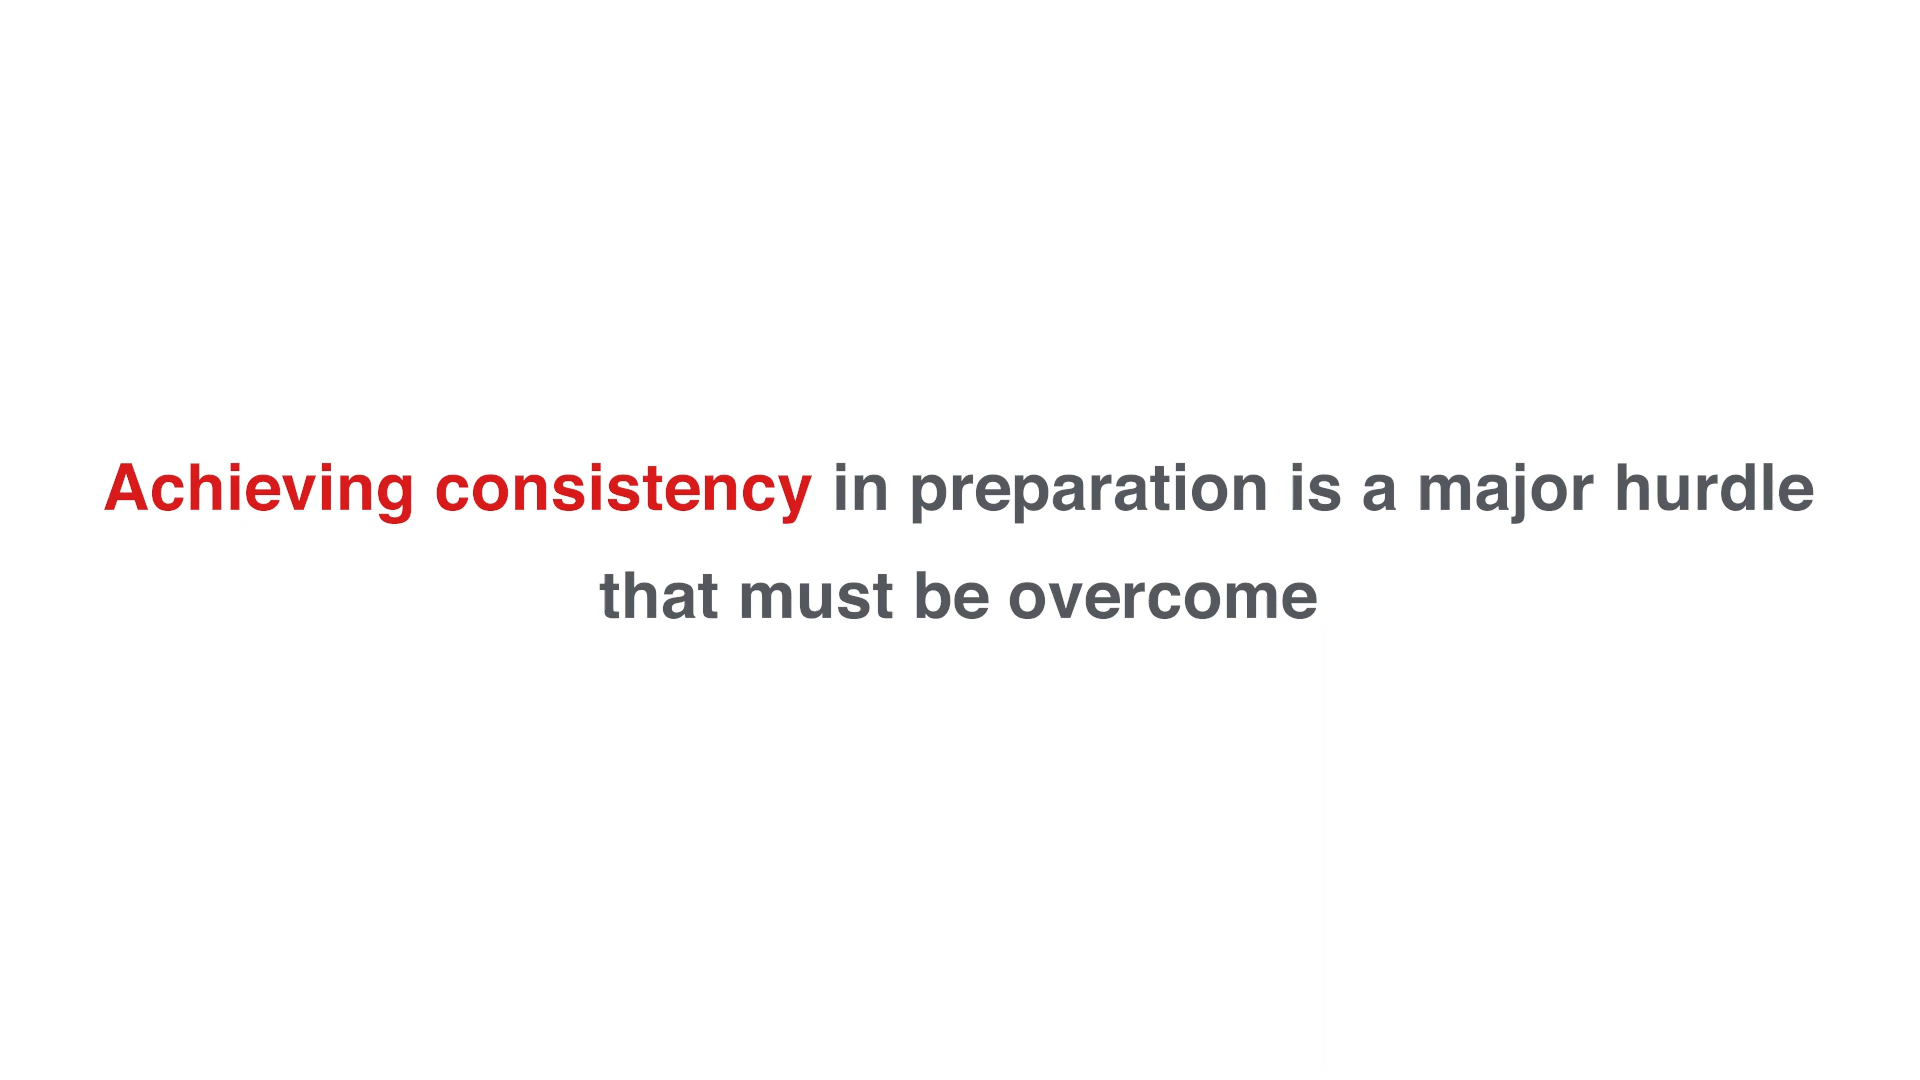 Achieving consistency in preparation is a major hurdle
that must be overcome